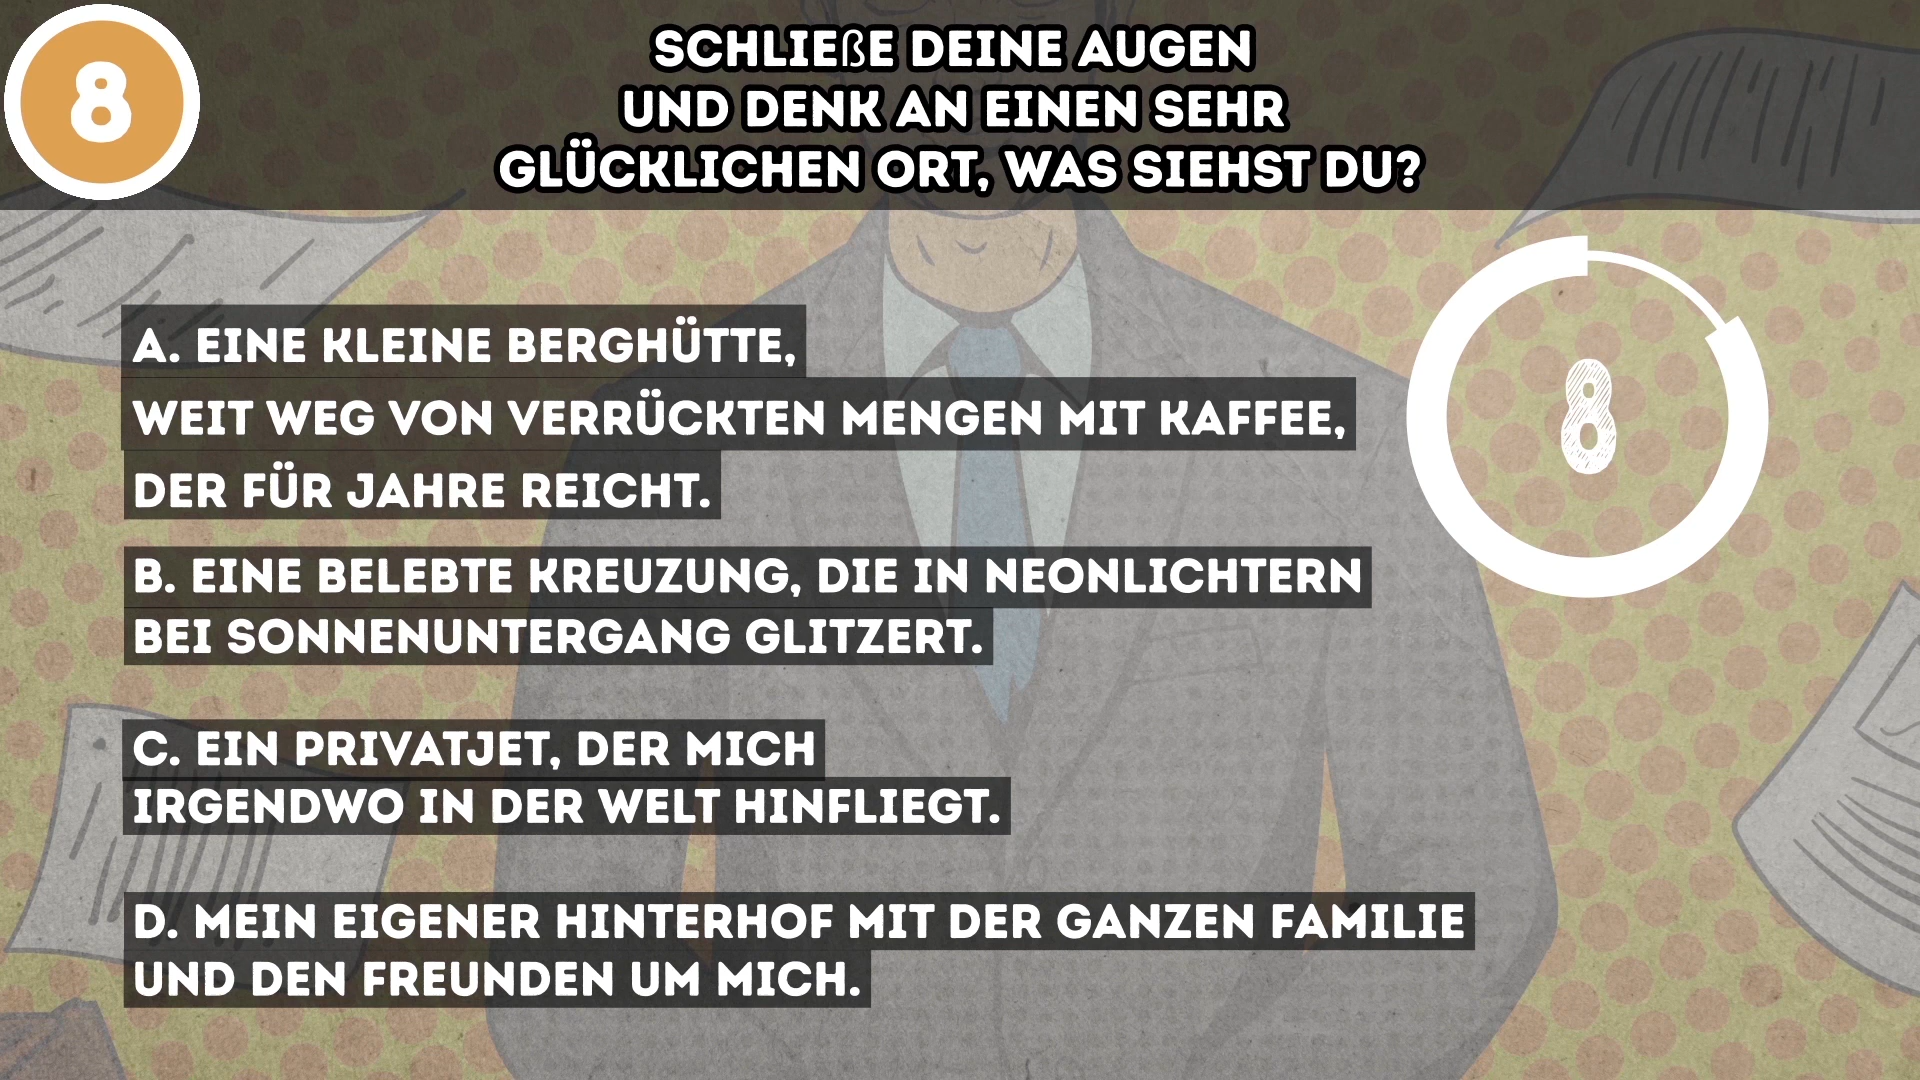 8
SCHLIEßE DEINE AUGEN
UND DENK AN EINEN SEHR
GLÜCKLICHEN ORT, WAS SIEHST DU?
8
A. EINE KLEINE BERGHÜTTE,
WEIT WEG VON VERRÜCKTEN MENGEN MIT KAFFEE,
DER FÜR JAHRE REICHT.
B. EINE BELEBTE KREUZUNG, DIE IN NEONLICHTERN
BEI SONNENUNTERGANG GLITZERT.
C. EIN PRIVATJET, DER MICH
IRGENDWO IN DER WELT HINFLIEGT.
D. MEIN EIGENER HINTERHOF MIT DER GANZEN FAMILIE
UND DEN FREUNDEN UM MICH.